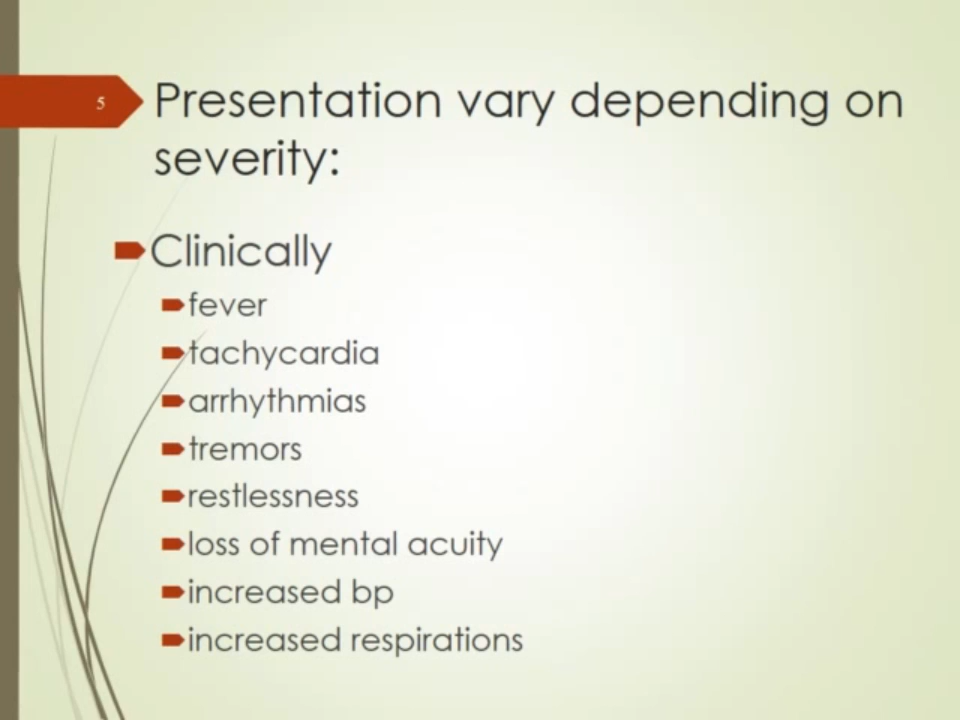 5
Presentation vary depending on
severity:
Clinically
fever
tachycardia
arrhythmias
tremors
restlessness
loss of mental acuity
increased bp
increased respirations